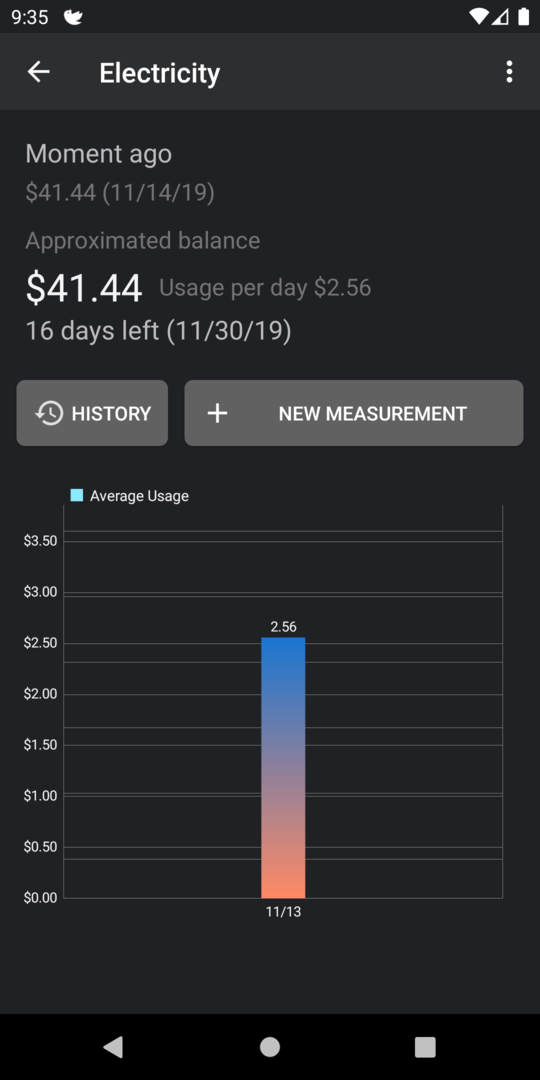 9:35
Electricity
Moment ago
$41.44 (11/14/19)
Approximated balance
$41.44 Usage per day $2.56
16 days left (11/30/19)
HISTORY
NEW MEASUREMENT
Average Usage
$3.50
$3.00
2.56
$2.50
$2.00
$1.50
$1.00
$0.50
$0.00
11/13